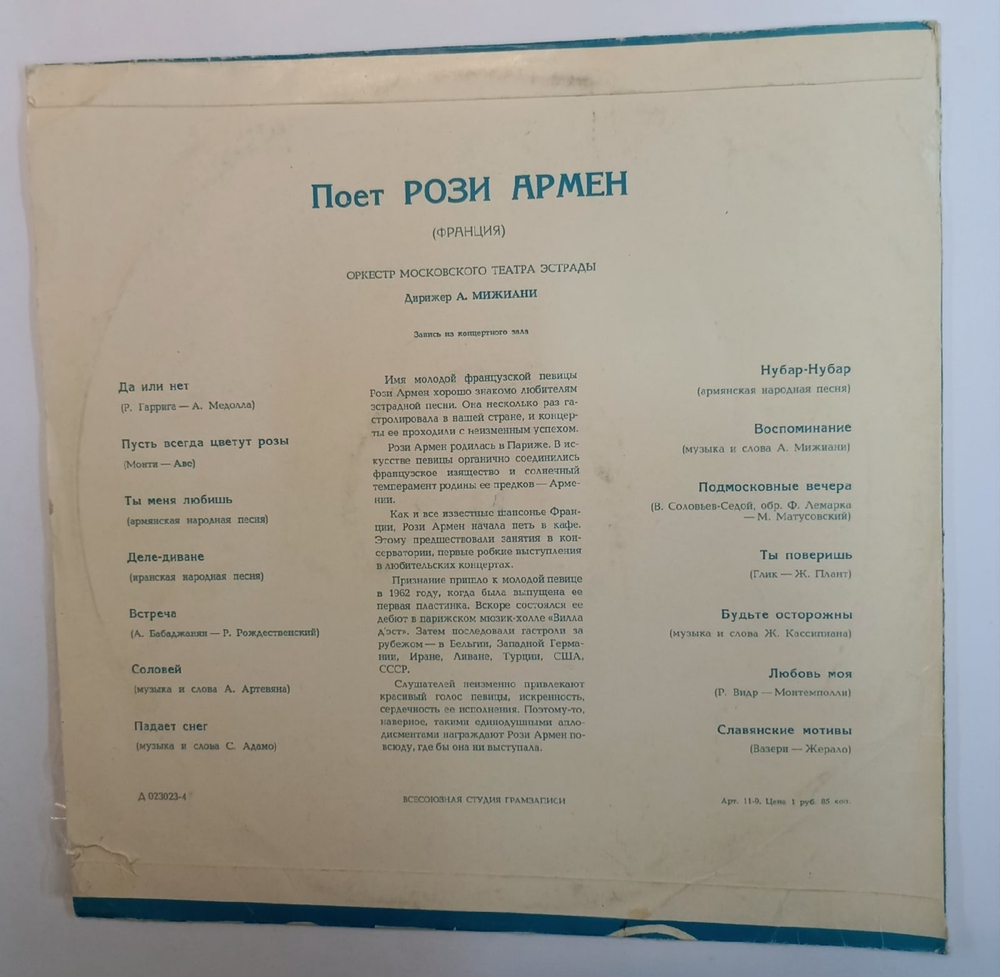 Поет РОЗИ АРМЕН
(ФРАНЦИЯ)
ОРКЕСТР МОСКОВСКОГО ТЕАТРА ЭСТРАДЫ
Дирижер А. МИЖИАНИ
Запись из концертного зала
Да или нет
(Р. Гаррига — А. Медолла)
Пусть всегда цветут розы
(Монти — Аве)
Ты меня любишь
(армянская народная песня)
Деле-диване
(иранская народная песня)
Встреча
(А. Бабаджанян — Р. Рождественский)
Соловей
(музыка и слова А. Артевяна)
Падает снег
(музыка и слова С. Адамо)
Имя молодой французской певицы
Рози Армен хорошо знакомо любителям
эстрадной песни. Она несколько раз га-
стролировала в нашей стране, и концер-
ты ее проходили с неизменным успехом.
Рози Армен родилась в Париже. В ис-
кусстве певицы органично соединились
французское изящество и солнечный
темперамент родины ее предков — Арме-
нии.
Как и все известные шансонье Фран-
ции, Рози Армен начала петь в кафе.
Этому предшествовали занятия в кон-
серватории, первые робкие выступления
в любительских концертах.
Признание пришло к молодой певице
в 1962 году, когда была выпущена ее
первая пластинка. Вскоре состоялся ее
дебют в парижском мюзик-холле «Вилла
д'эст». Затем последовали гастроли за
рубежом — в Бельгии, Западной Герма-
нии, Иране, Ливане, Турции, США,
СССР.
Слушателей неизменно привлекают
красивый голос певицы, искренность,
сердечность ее исполнения. Поэтому-то,
наверное, такими единодушными апло-
дисментами награждают Рози Армен по-
всюду, где бы она ни выступала.
Нубар-Нубар
(армянская народная песня)
Воспоминание
(музыка и слова А. Мижиани)
Подмосковные вечера
(В. Соловьев-Седой, обр. Ф. Лемарка
— М. Матусовский)
Ты поверишь
(Глик — Ж. Плант)
Будьте осторожны
(музыка и слова Ж. Кассипиана)
Любовь моя
(Р. Видр — Монтемполли)
Славянские мотивы
(Вазери — Жерало)
Д 023023-4
ВСЕСОЮЗНАЯ СТУДИЯ ГРАМЗАПИСИ
Арт. 11-9. Цена 1 руб. 85 коп.